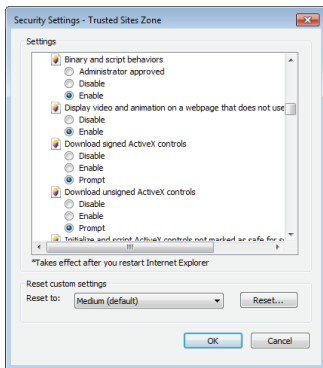 Security Settings - Trusted Sites Zone
Settings
Binary and script behaviors
Administrator approved
Disable
Enable
Display video and animation on a webpage that does not use
Disable
Enable
Download signed ActiveX controls
Disable
Enable
Prompt
Download unsigned ActiveX controls
Disable
Enable
Prompt
Initialize and script ActiveX controls not marked as safe for
*Takes effect after you restart Internet Explorer
Reset custom settings
Reset to: Medium (default) Reset...
OK Cancel